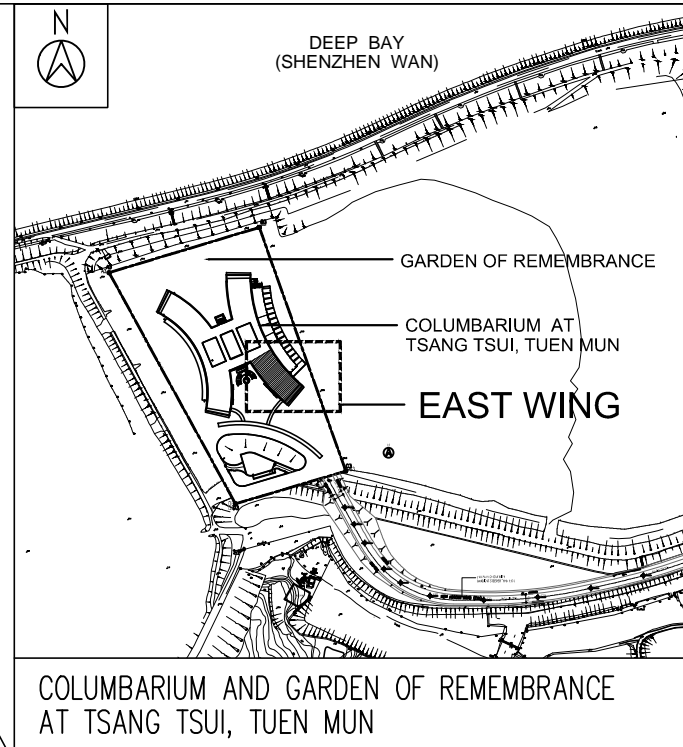 N
DEEP BAY
(SHENZHEN WAN)
GARDEN OF REMEMBRANCE
COLUMBARIUM AT
TSANG TSUI, TUEN MUN
EAST WING
COLUMBARIUM AND GARDEN OF REMEMBRANCE
AT TSANG TSUI, TUEN MUN